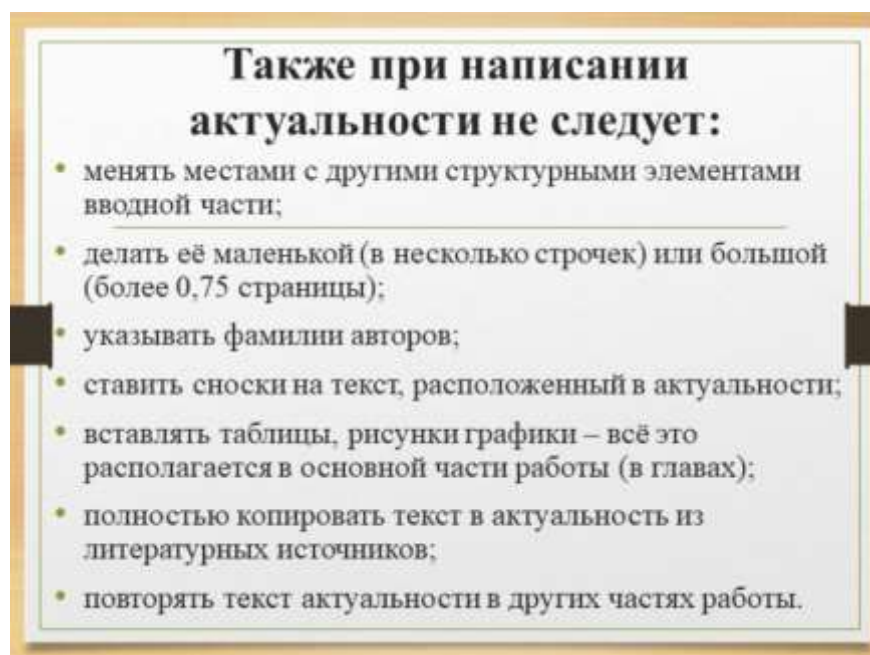 Также при написании
актуальности не следует:
• менять местами с другими структурными элементами
вводной части;
• делать её маленькой (в несколько строчек) или большой
(более 0,75 страницы);
• указывать фамилии авторов;
• ставить сноски на текст, расположенный в актуальности;
• вставлять таблицы, рисунки графики – всё это
располагается в основной части работы (в главах);
• полностью копировать текст в актуальность из
литературных источников;
• повторять текст актуальности в других частях работы.